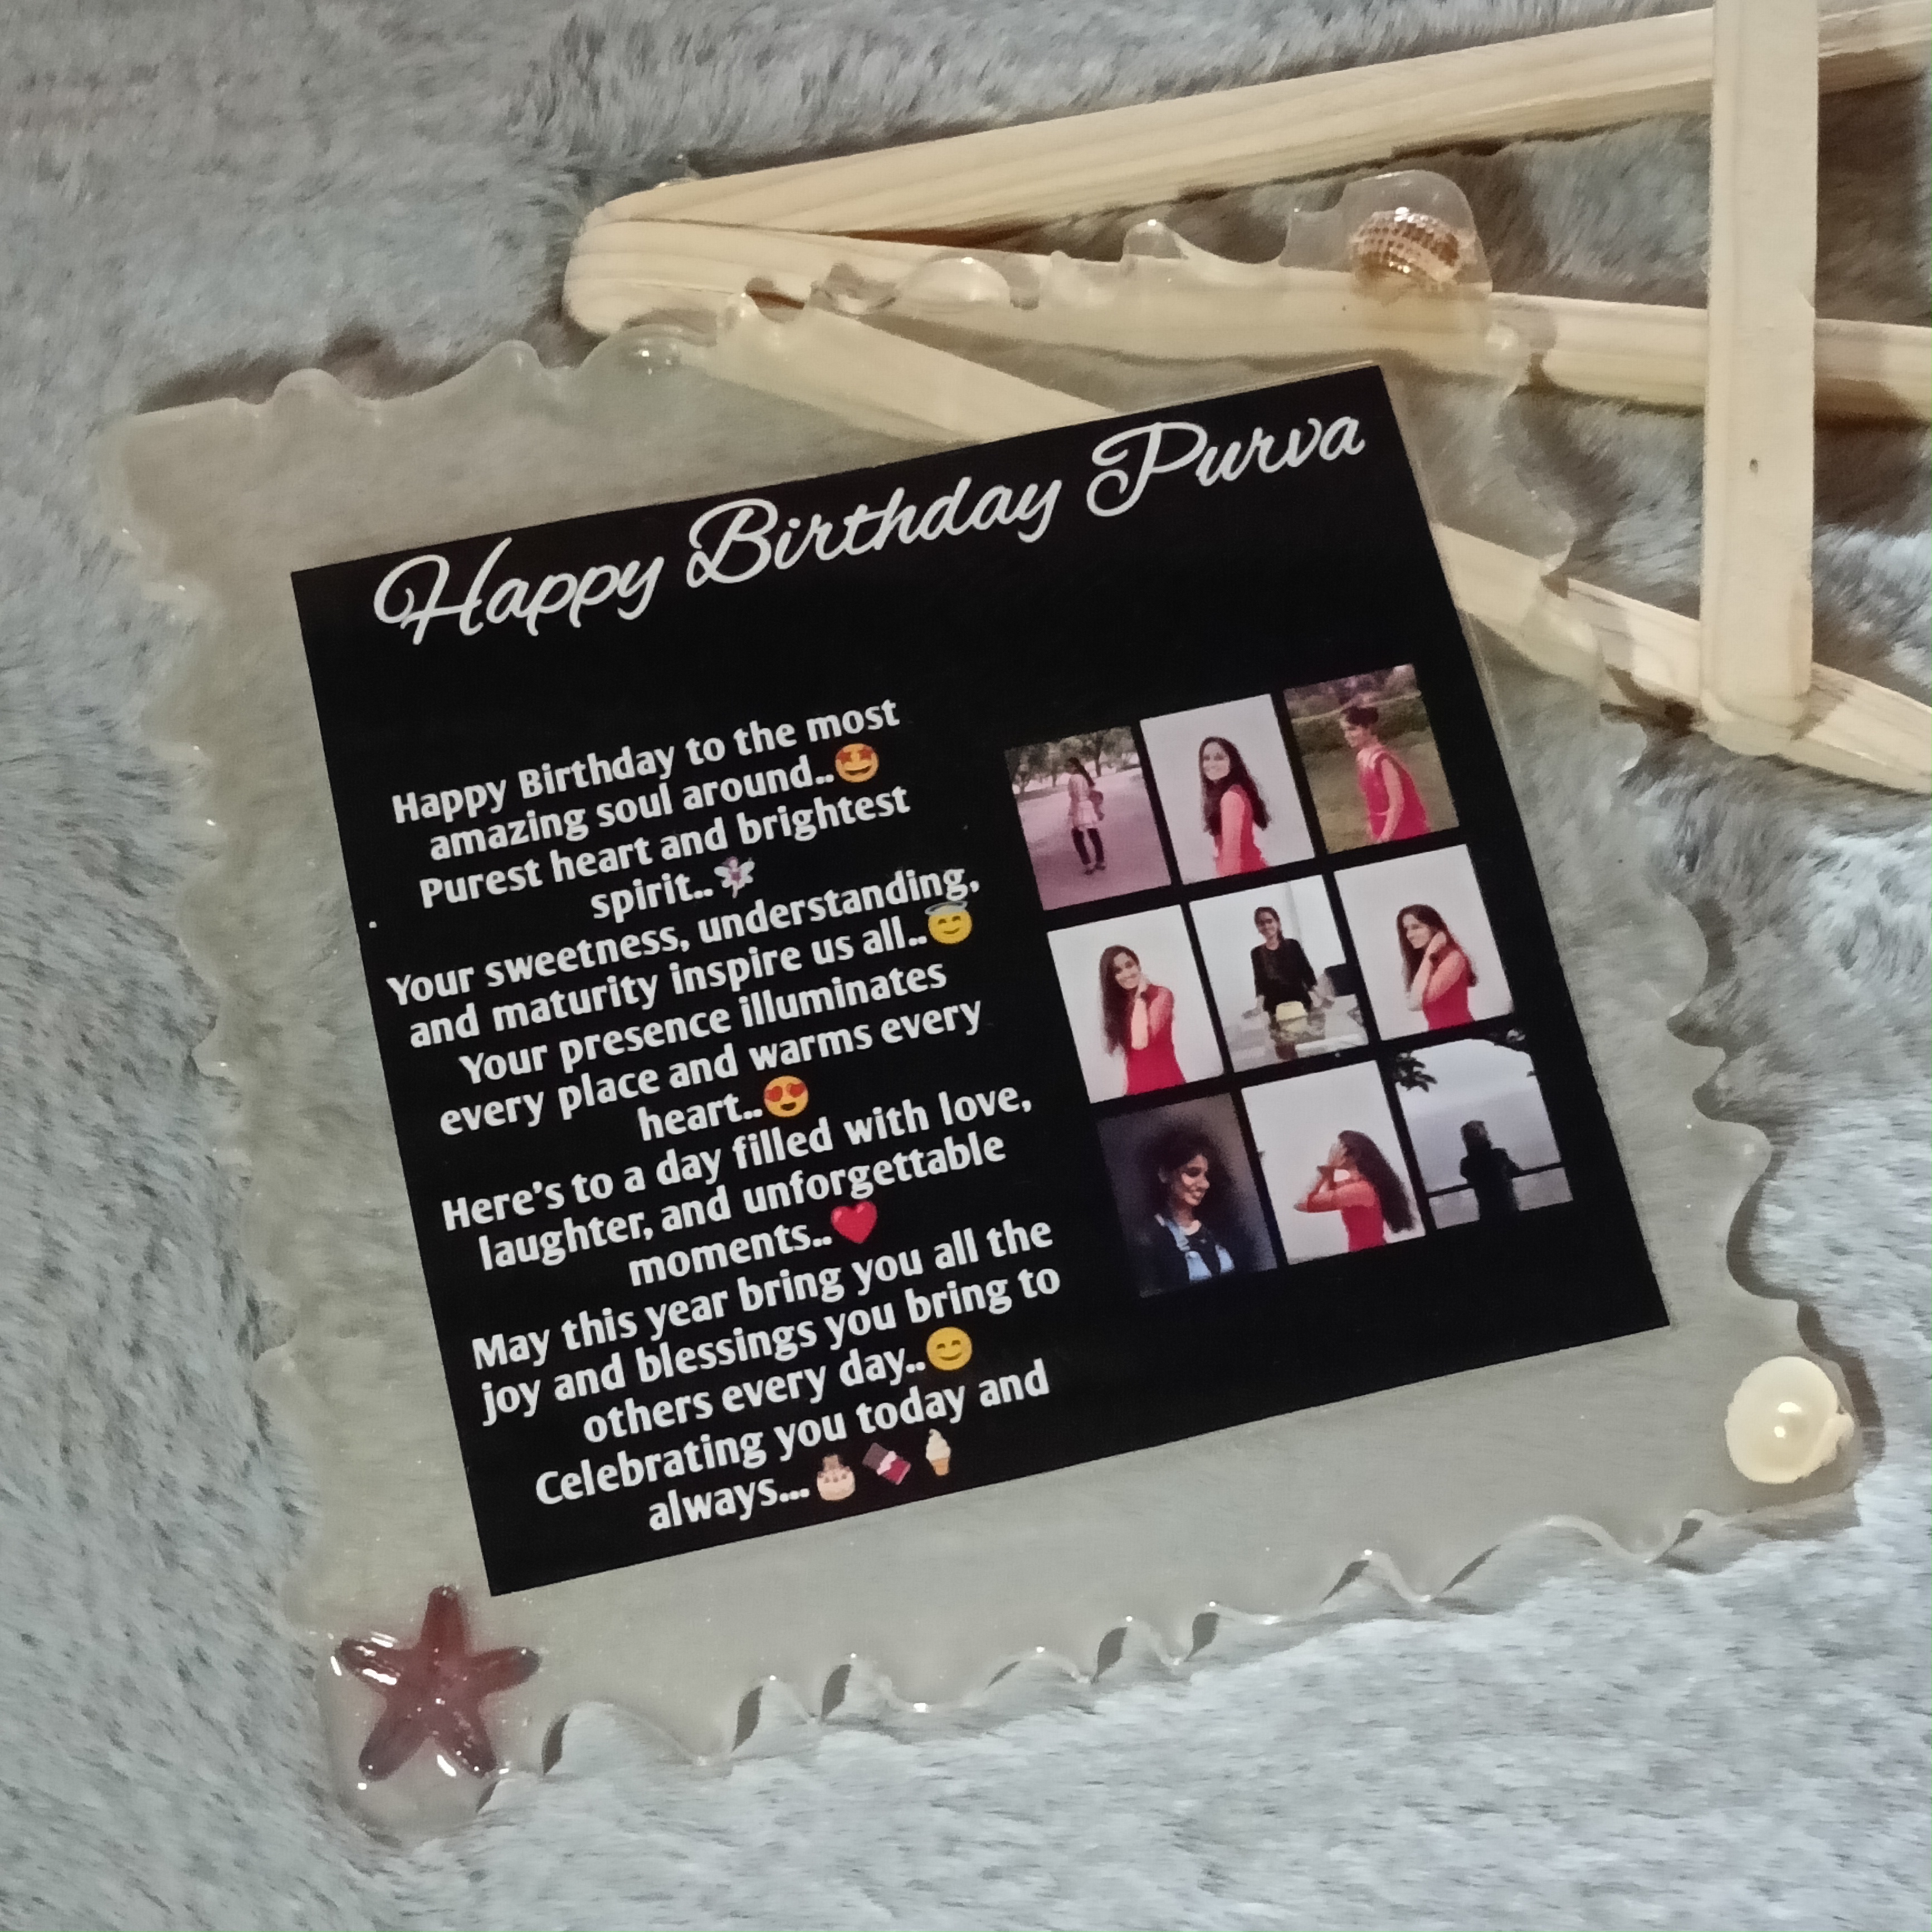 Happy Birthday Purva
Happy Birthday to the most
amazing soul around..🤩
Purest heart and brightest
spirit..🧚
Your sweetness, understanding,
and maturity inspire us all..😇
Your presence illuminates
every place and warms every
heart..😍
Here's to a day filled with love,
laughter, and unforgettable
moments..❤️
May this year bring you all the
joy and blessings you bring to
others every day..😊
Celebrating you today and
always...🎂🍫🍦